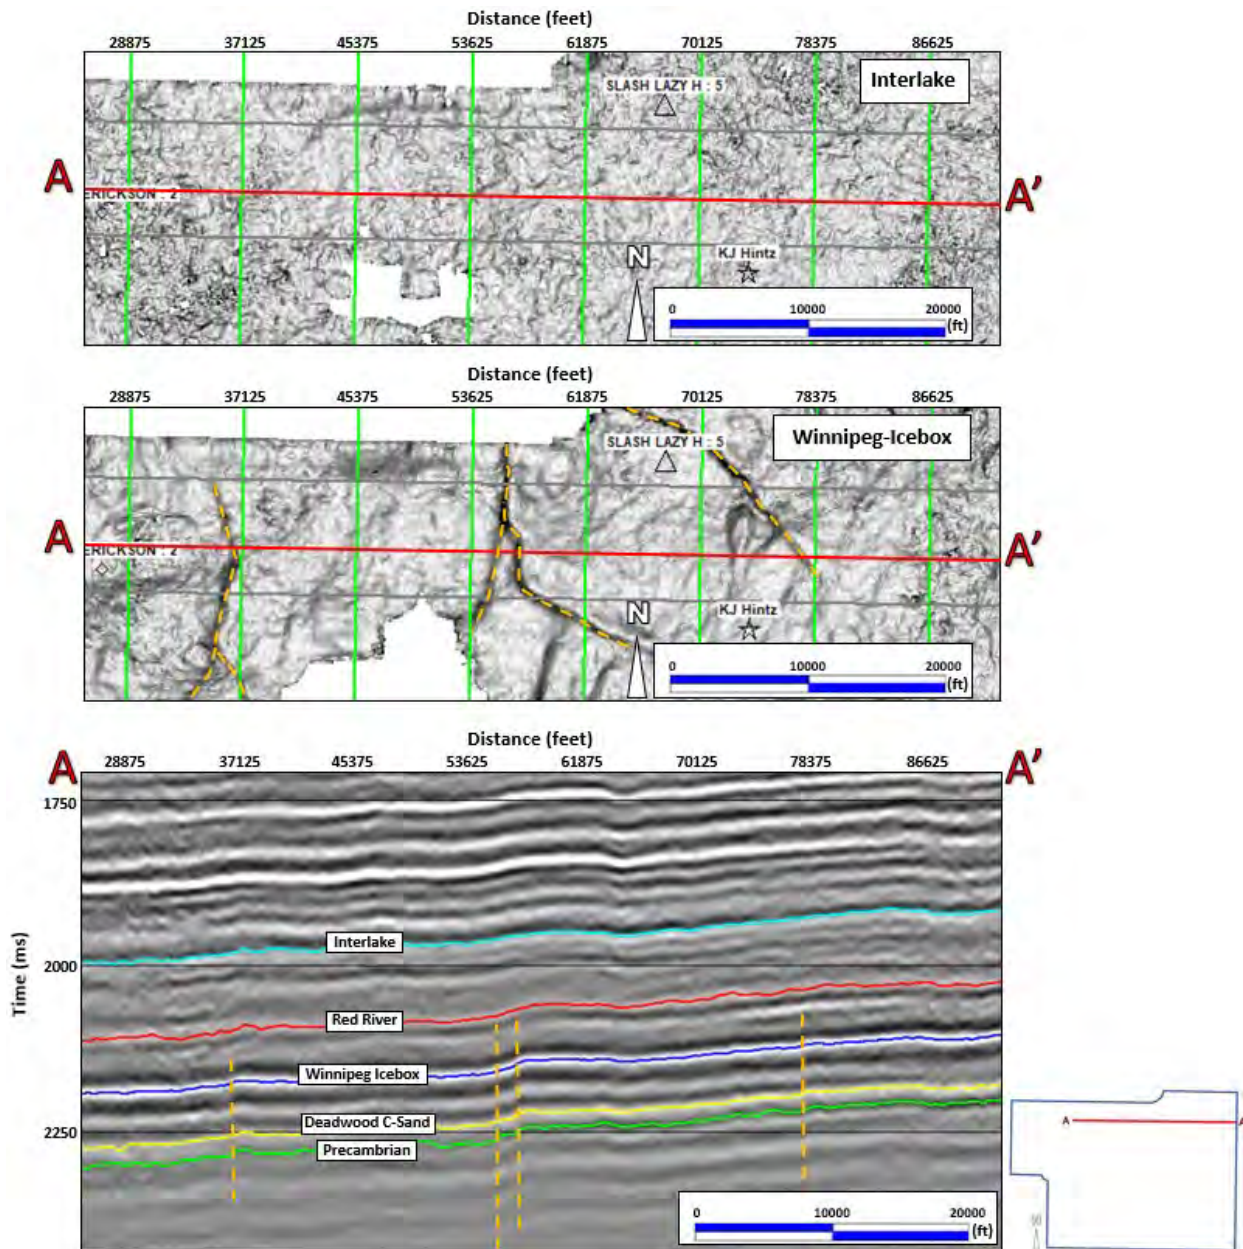 Distance (feet)
28875 37125 45375 53625 61875 70125 78375 86625
SLASH LAZY H : 5
Interlake
A
ERICKSON : 2
A'
N
KJ Hintz
0 10000 20000
(ft)
Distance (feet)
28875 37125 45375 53625 61875 70125 78375 86625
SLASH LAZY H : 5
Winnipeg-Icebox
A
ERICKSON : 2
A'
N
KJ Hintz
0 10000 20000
(ft)
Distance (feet)
A
28875 37125 45375 53625 61875 70125 78375 86625
A'
1750
Interlake
Time (ms)
2000
Red River
Winnipeg Icebox
Deadwood C-Sand
2250
Precambrian
0 10000 20000
(ft)
A
A'